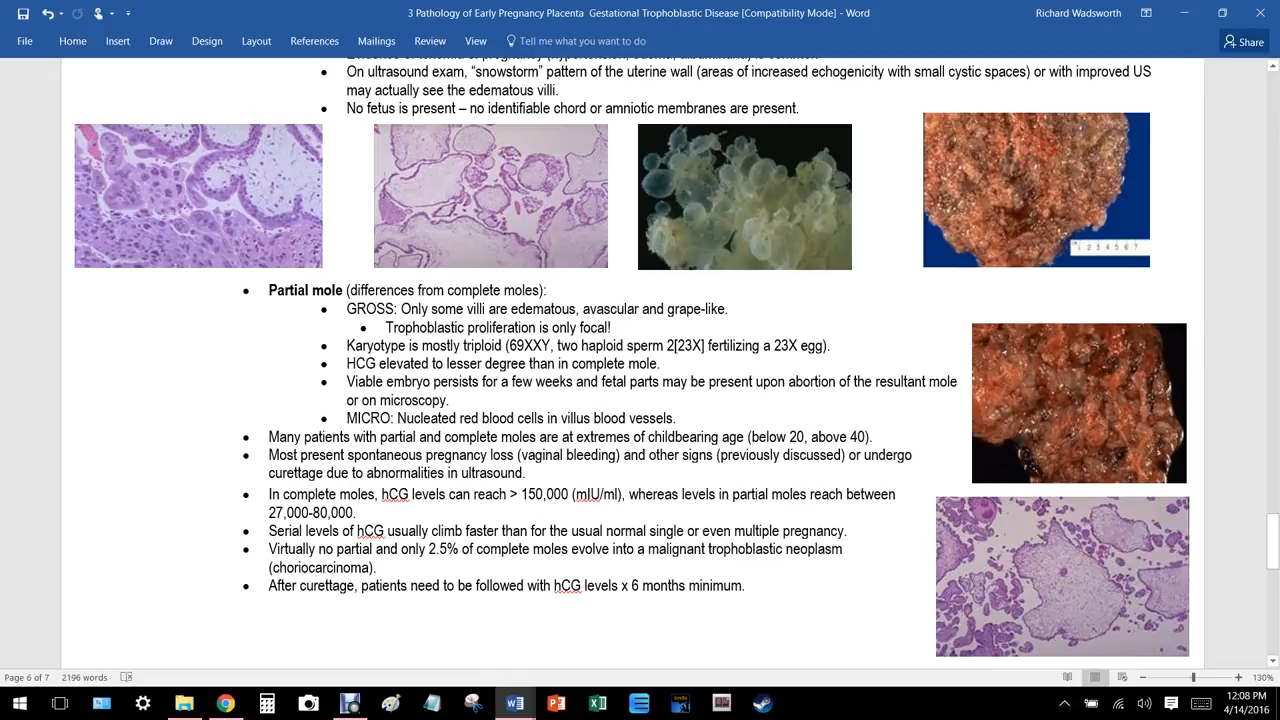 3 Pathology of Early Pregnancy Placenta Gestational Trophoblastic Disease [Compatibility Mode] - Word
Richard Wadsworth
File Home Insert Draw Design Layout References Mailings Review View Tell me what you want to do
Share
• On ultrasound exam, “snowstorm” pattern of the uterine wall (areas of increased echogenicity with small cystic spaces) or with improved US
may actually see the edematous villi.
• No fetus is present – no identifiable chord or amniotic membranes are present.
1 2 3 4 5 6 7
• Partial mole (differences from complete moles):
• GROSS: Only some villi are edematous, avascular and grape-like.
• Trophoblastic proliferation is only focal!
• Karyotype is mostly triploid (69XXY, two haploid sperm 2[23X] fertilizing a 23X egg).
• HCG elevated to lesser degree than in complete mole.
• Viable embryo persists for a few weeks and fetal parts may be present upon abortion of the resultant mole
or on microscopy.
• MICRO: Nucleated red blood cells in villus blood vessels.
• Many patients with partial and complete moles are at extremes of childbearing age (below 20, above 40).
• Most present spontaneous pregnancy loss (vaginal bleeding) and other signs (previously discussed) or undergo
curettage due to abnormalities in ultrasound.
• In complete moles, hCG levels can reach > 150,000 (mIU/ml), whereas levels in partial moles reach between
27,000-80,000.
• Serial levels of hCG usually climb faster than for the usual normal single or even multiple pregnancy.
• Virtually no partial and only 2.5% of complete moles evolve into a malignant trophoblastic neoplasm
(choriocarcinoma).
• After curettage, patients need to be followed with hCG levels x 6 months minimum.
Page 6 of 7 2196 words
130%
12:08 PM
4/14/2016